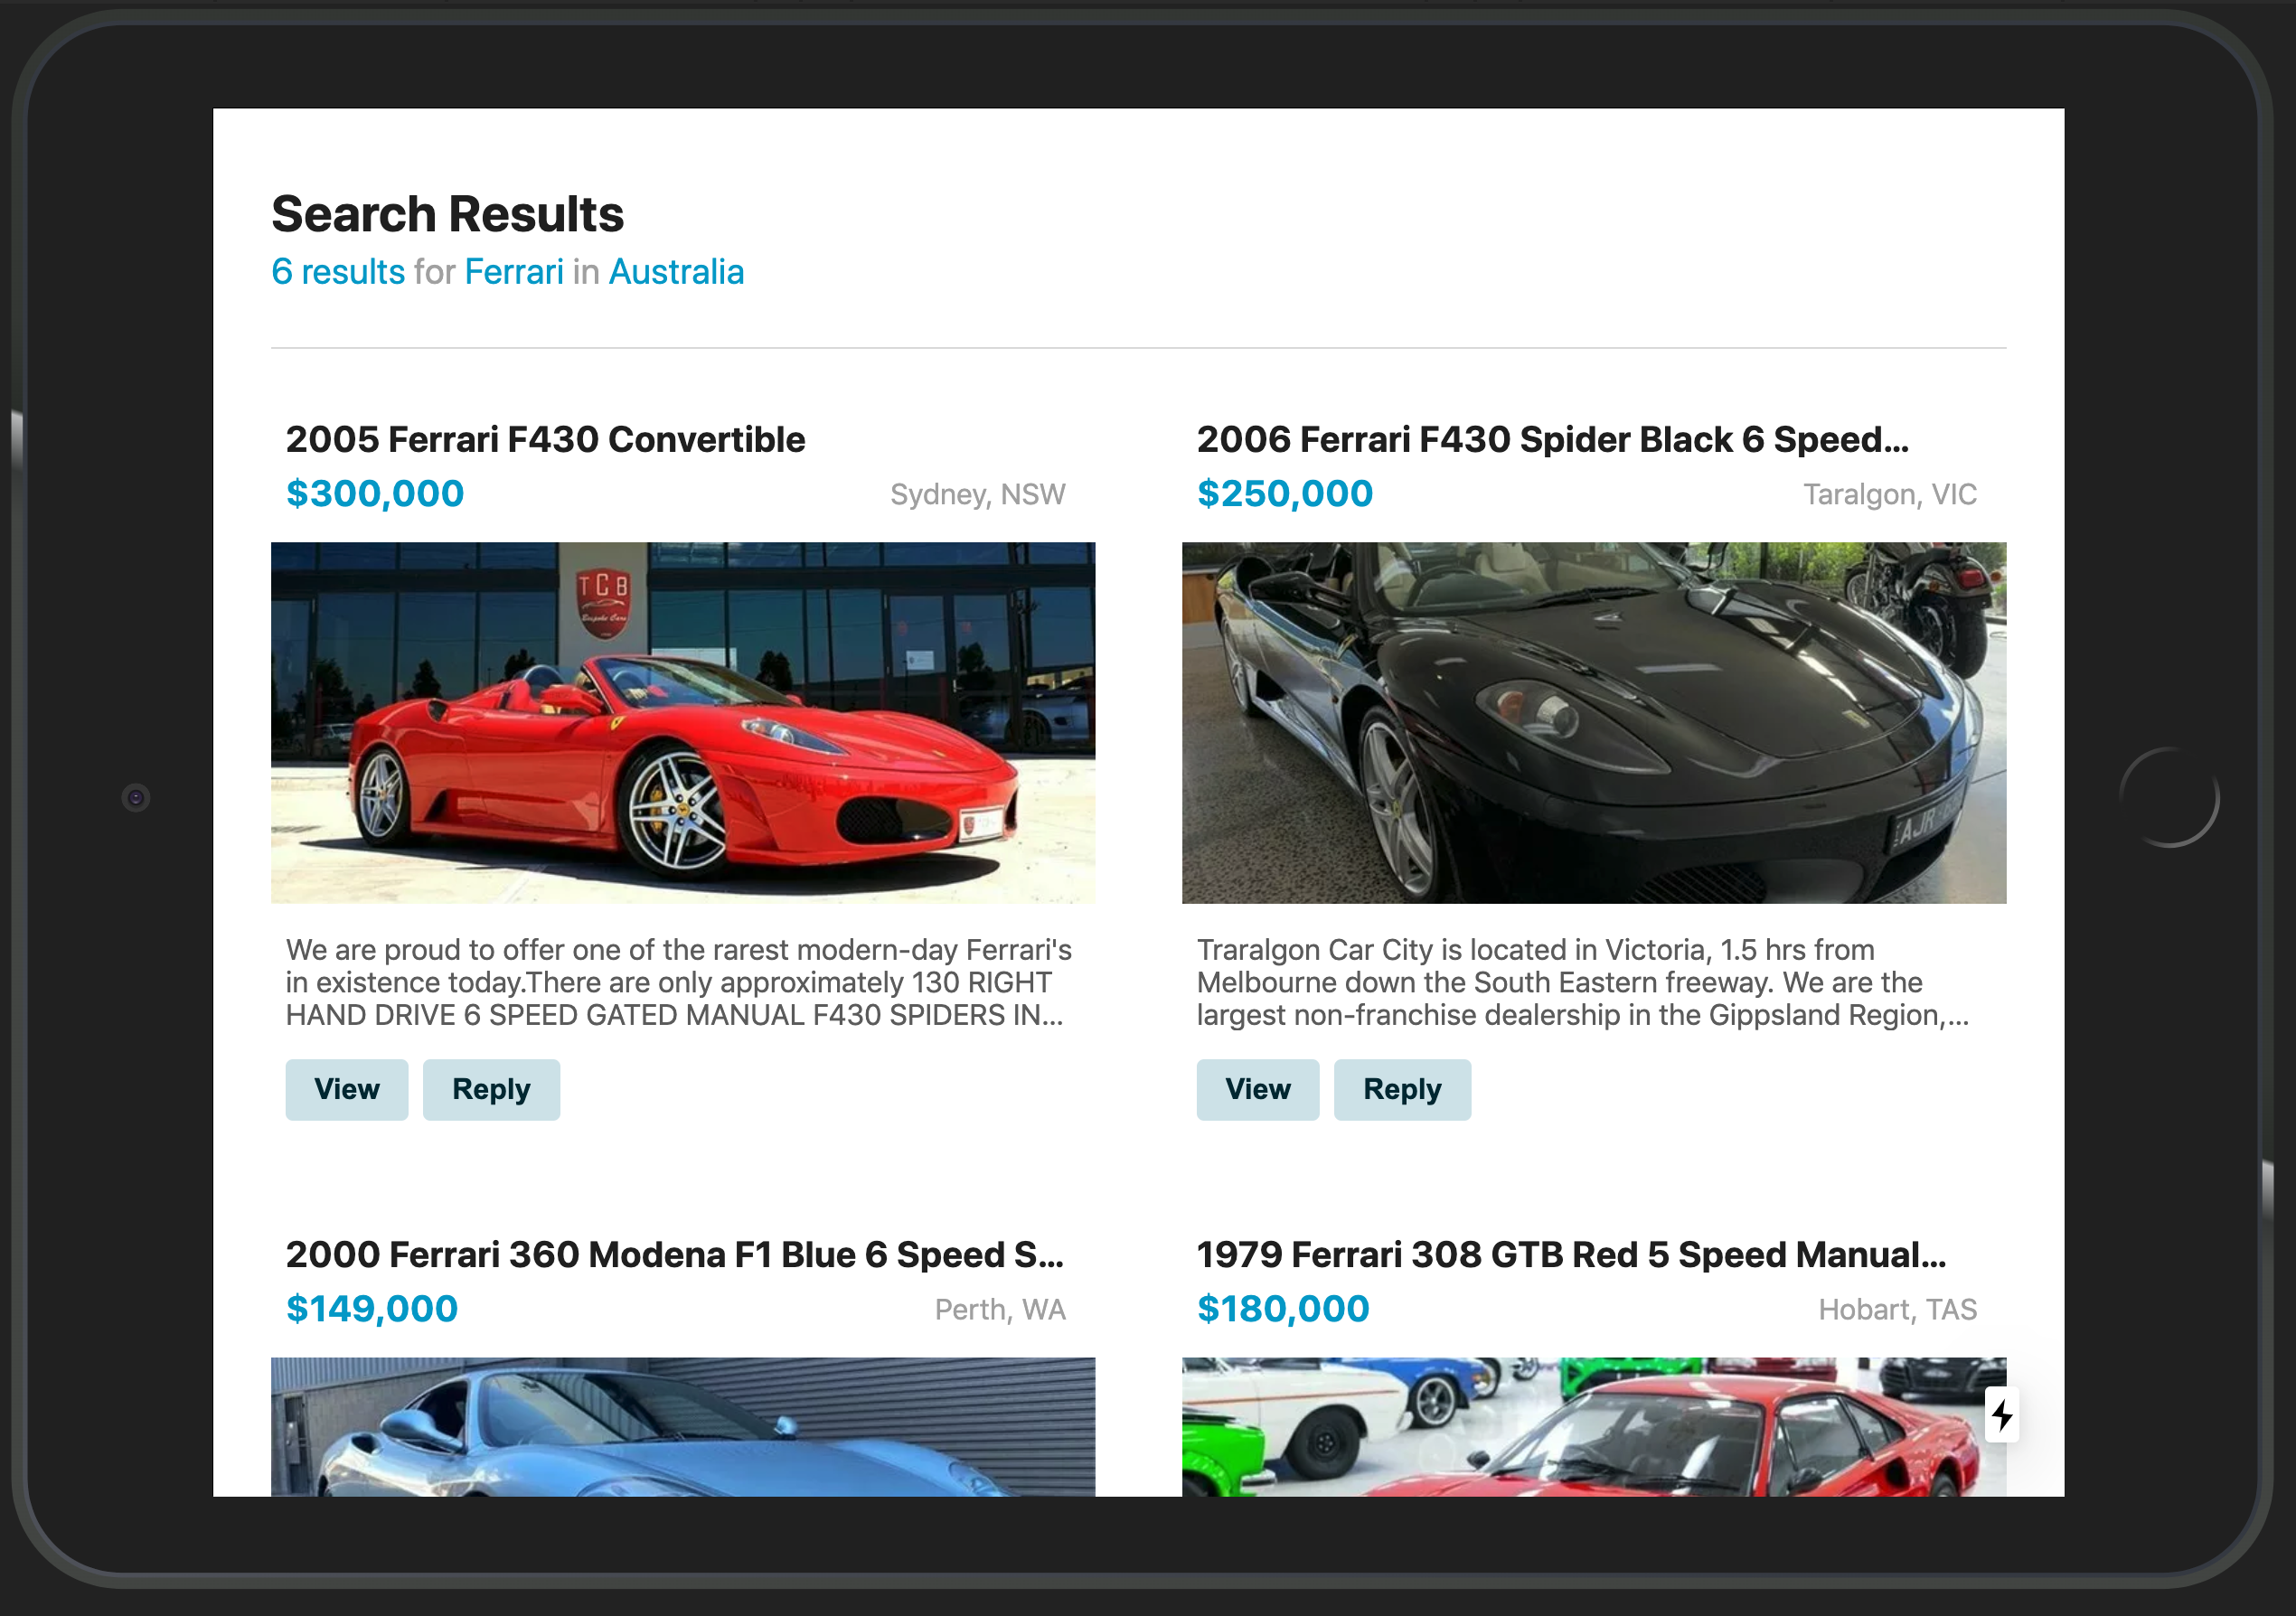 Search Results
6 results for Ferrari in Australia
2005 Ferrari F430 Convertible
$300,000
Sydney, NSW
TCB
Bespoke Cars
We are proud to offer one of the rarest modern-day Ferrari's
in existence today.There are only approximately 130 RIGHT
HAND DRIVE 6 SPEED GATED MANUAL F430 SPIDERS IN...
View
Reply
2006 Ferrari F430 Spider Black 6 Speed...
$250,000
Taralgon, VIC
AJR
Traralgon Car City is located in Victoria, 1.5 hrs from
Melbourne down the South Eastern freeway. We are the
largest non-franchise dealership in the Gippsland Region,...
View
Reply
2000 Ferrari 360 Modena F1 Blue 6 Speed S...
$149,000
Perth, WA
1979 Ferrari 308 GTB Red 5 Speed Manual...
$180,000
Hobart, TAS